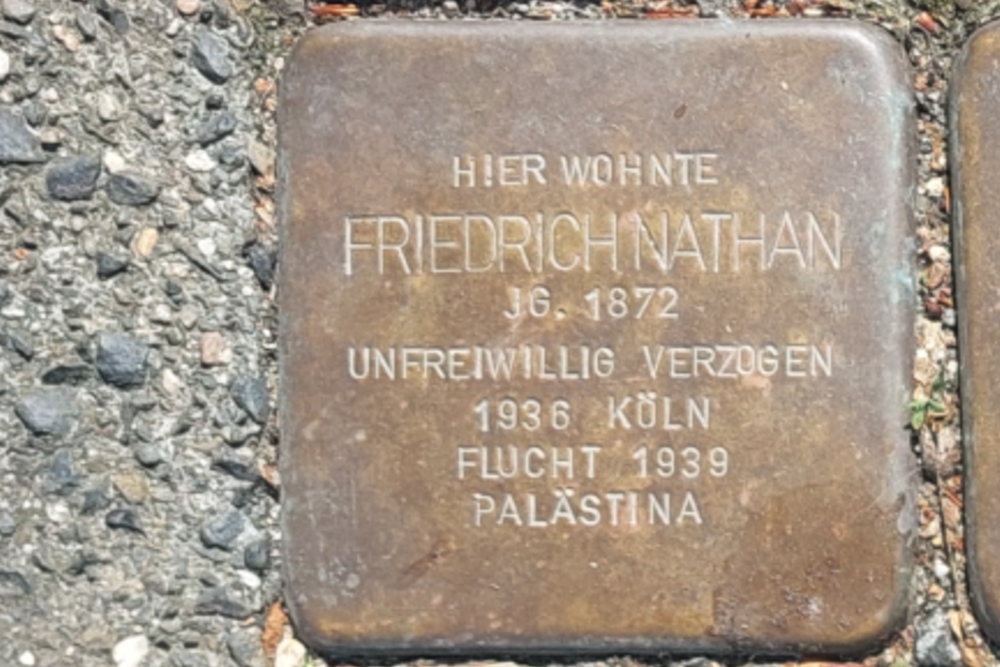 HIER WOHNTE
FRIEDRICH NATHAN
JG. 1872
UNFREIWILLIG VERZOGEN
1936 KÖLN
FLUCHT 1939
PALÄSTINA